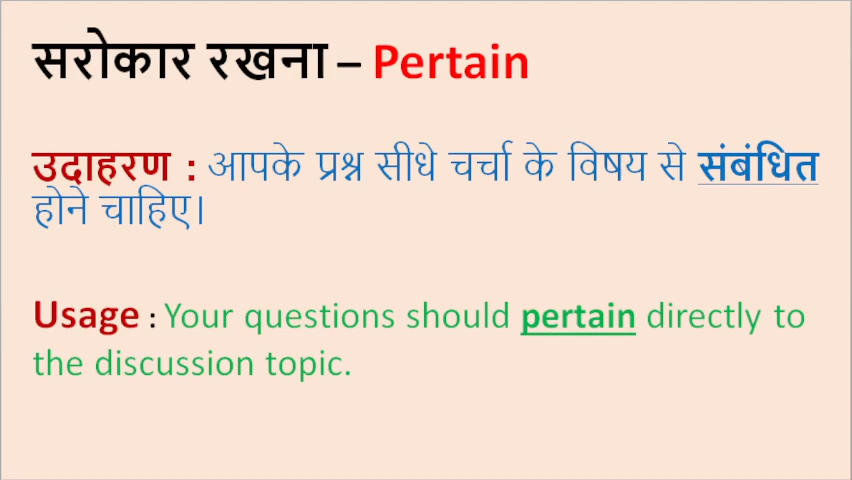 सरोकार रखना – Pertain
उदाहरण : आपके प्रश्न सीधे चर्चा के विषय से संबंधित
होने चाहिए।
Usage : Your questions should pertain directly to
the discussion topic.